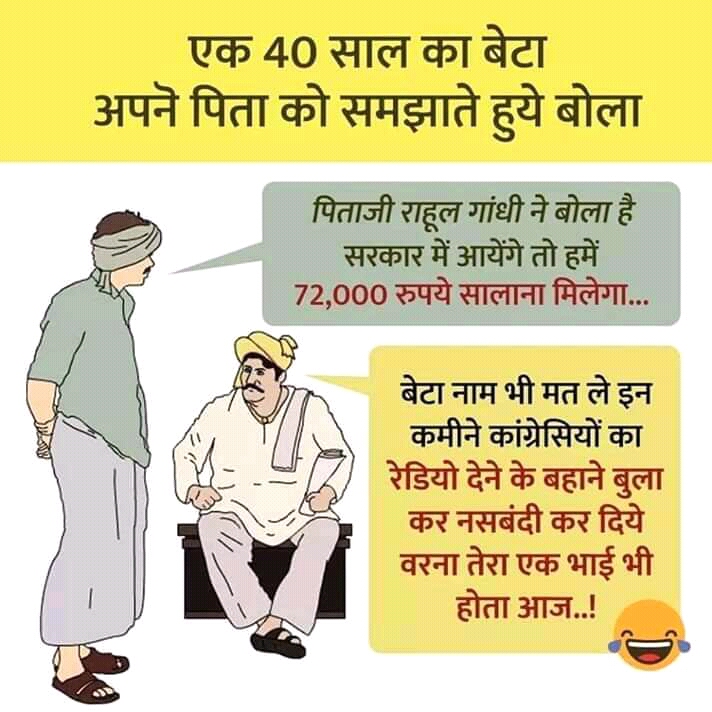 एक 40 साल का बेटा
अपनॆ पिता को समझाते हुये बोला
पिताजी राहूल गांधी ने बोला है
सरकार में आयेंगे तो हमें
72,000 रुपये सालाना मिलेगा...
बेटा नाम भी मत ले इन
कमीने कांग्रेसियों का
रेडियो देने के बहाने बुला
कर नसबंदी कर दिये
वरना तेरा एक भाई भी
होता आज..!